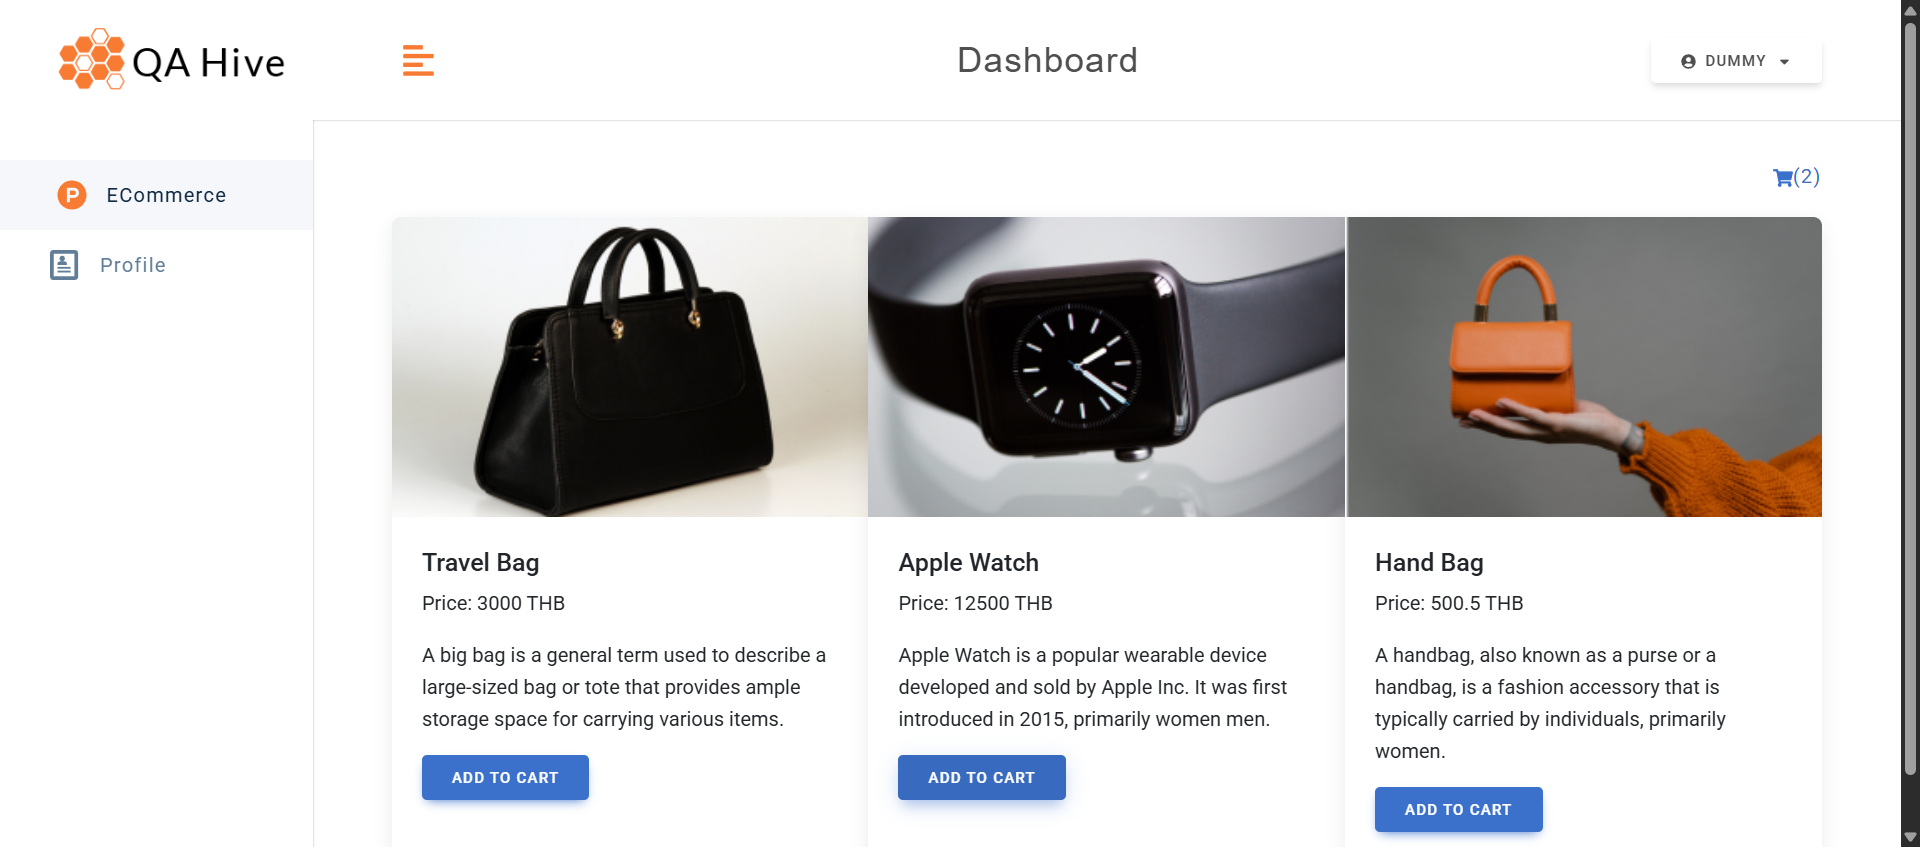 QA Hive
Dashboard
DUMMY
P ECommerce
Profile
(2)
Travel Bag
Price: 3000 THB
A big bag is a general term used to describe a
large-sized bag or tote that provides ample
storage space for carrying various items.
ADD TO CART
Apple Watch
Price: 12500 THB
Apple Watch is a popular wearable device
developed and sold by Apple Inc. It was first
introduced in 2015, primarily women men.
ADD TO CART
Hand Bag
Price: 500.5 THB
A handbag, also known as a purse or a
handbag, is a fashion accessory that is
typically carried by individuals, primarily
women.
ADD TO CART